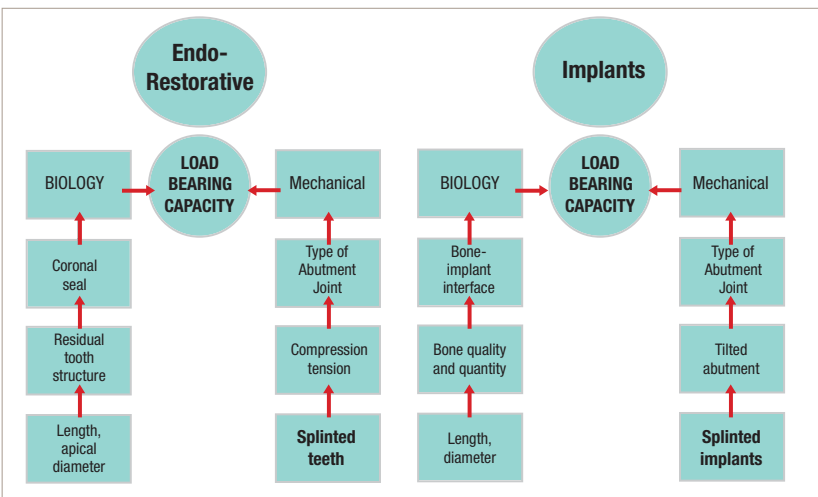 Endo-
Restorative
BIOLOGY
LOAD
BEARING
CAPACITY
Mechanical
Coronal
seal
Type of
Abutment
Joint
Residual
tooth
structure
Compression
tension
Length,
apical
diameter
Splinted
teeth
Implants
BIOLOGY
LOAD
BEARING
CAPACITY
Mechanical
Bone-
implant
interface
Type of
Abutment
Joint
Bone quality
and quantity
Tilted
abutment
Length,
diameter
Splinted
implants